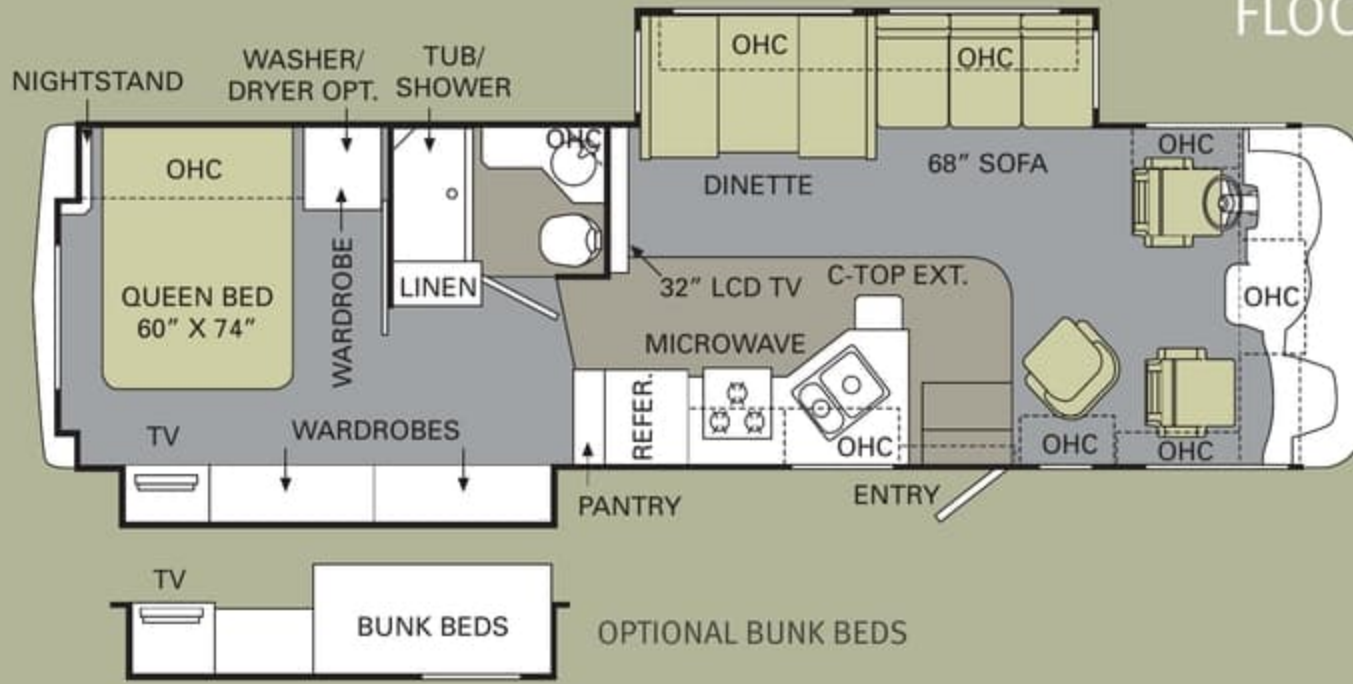 FLOO
NIGHTSTAND
WASHER/
DRYER OPT.
TUB/
SHOWER
OHC
OHC
OHC
OHC
OHC
68” SOFA
DINETTE
QUEEN BED
60” X 74”
WARDROBE
LINEN
32” LCD TV
C-TOP EXT.
OHC
MICROWAVE
REFER.
TV
WARDROBES
OHC
OHC
OHC
PANTRY
ENTRY
TV
BUNK BEDS
OPTIONAL BUNK BEDS